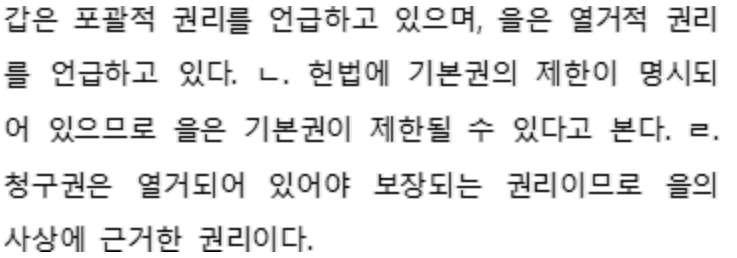 갑은 포괄적 권리를 언급하고 있으며, 을은 열거적 권리
를 언급하고 있다. ㄴ. 헌법에 기본권의 제한이 명시되
어 있으므로 을은 기본권이 제한될 수 있다고 본다. ㄹ.
청구권은 열거되어 있어야 보장되는 권리이므로 을의
사상에 근거한 권리이다.